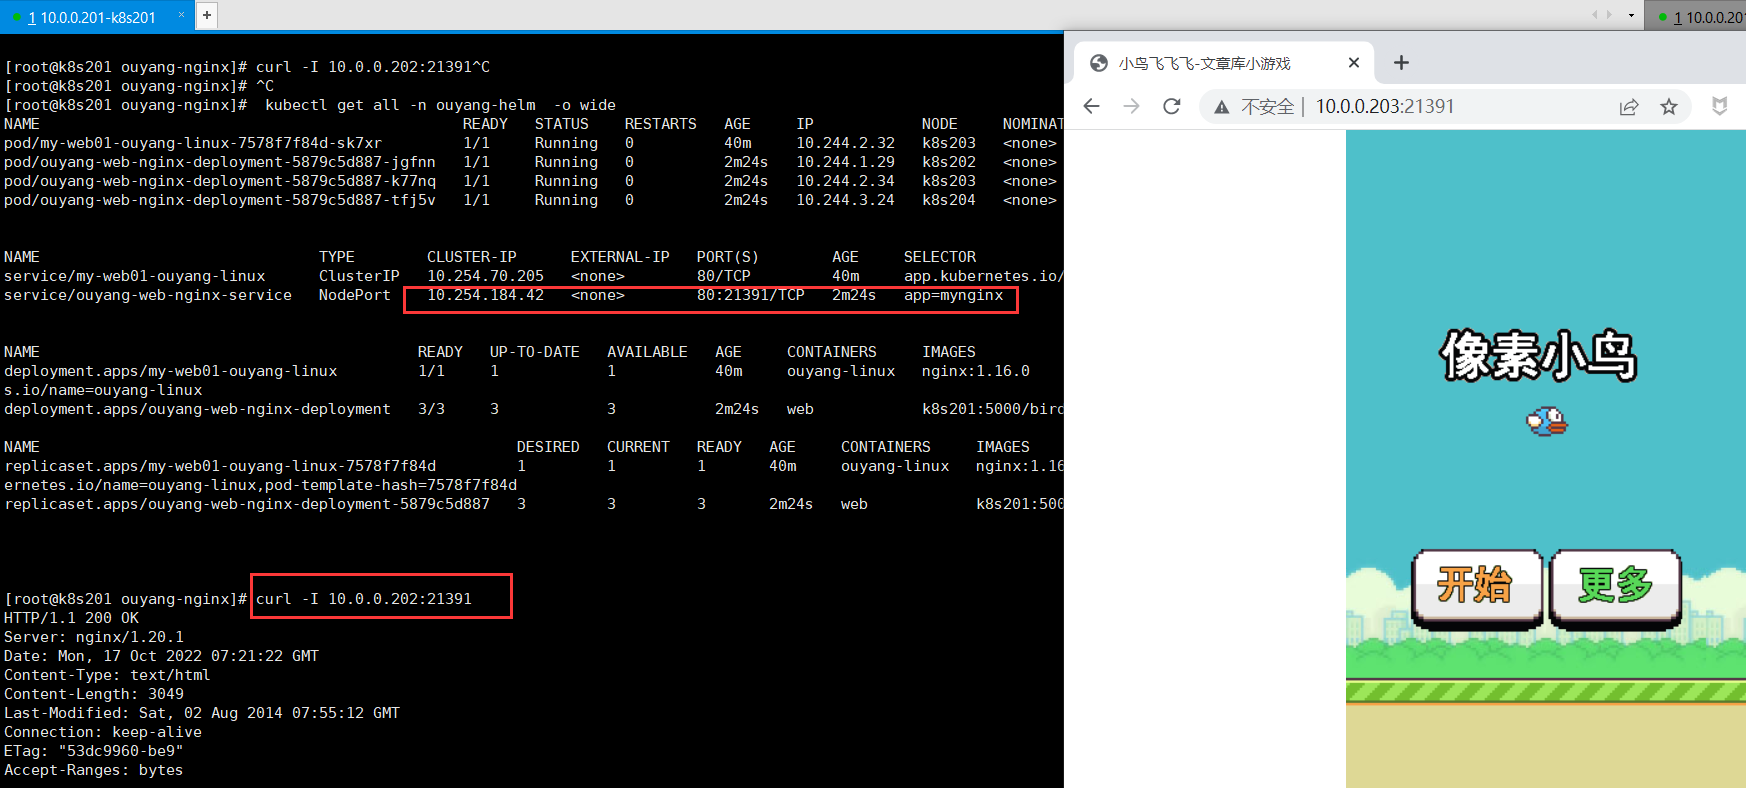 1 10.0.0.201-k8s201 × +
1 10.0.0.201
[root@k8s201 ouyang-nginx]# curl -I 10.0.0.202:21391^C
[root@k8s201 ouyang-nginx]# ^C
[root@k8s201 ouyang-nginx]#  kubectl get all -n ouyang-helm  -o wide
NAME READY STATUS RESTARTS AGE IP NODE NOMINAT
pod/my-web01-ouyang-linux-7578f7f84d-sk7xr 1/1 Running 0 40m 10.244.2.32 k8s203 <none>
pod/ouyang-web-nginx-deployment-5879c5d887-jgfnn 1/1 Running 0 2m24s 10.244.1.29 k8s202 <none>
pod/ouyang-web-nginx-deployment-5879c5d887-k77nq 1/1 Running 0 2m24s 10.244.2.34 k8s203 <none>
pod/ouyang-web-nginx-deployment-5879c5d887-tfj5v 1/1 Running 0 2m24s 10.244.3.24 k8s204 <none>
NAME TYPE CLUSTER-IP EXTERNAL-IP PORT(S) AGE SELECTOR
service/my-web01-ouyang-linux ClusterIP 10.254.70.205 <none> 80/TCP 40m app.kubernetes.io/
service/ouyang-web-nginx-service NodePort 10.254.184.42 <none> 80:21391/TCP 2m24s app=mynginx
NAME READY UP-TO-DATE AVAILABLE AGE CONTAINERS IMAGES
deployment.apps/my-web01-ouyang-linux 1/1 1 1 40m ouyang-linux nginx:1.16.0
s.io/name=ouyang-linux
deployment.apps/ouyang-web-nginx-deployment 3/3 3 3 2m24s web k8s201:5000/bird
NAME DESIRED CURRENT READY AGE CONTAINERS IMAGES
replicaset.apps/my-web01-ouyang-linux-7578f7f84d 1 1 1 40m ouyang-linux nginx:1.16
ernetes.io/name=ouyang-linux,pod-template-hash=7578f7f84d
replicaset.apps/ouyang-web-nginx-deployment-5879c5d887 3 3 3 2m24s web k8s201:500
[root@k8s201 ouyang-nginx]# curl -I 10.0.0.202:21391
HTTP/1.1 200 OK
Server: nginx/1.20.1
Date: Mon, 17 Oct 2022 07:21:22 GMT
Content-Type: text/html
Content-Length: 3049
Last-Modified: Sat, 02 Aug 2014 07:55:12 GMT
Connection: keep-alive
ETag: "53dc9960-be9"
Accept-Ranges: bytes
小鸟飞飞飞-文章库小游戏
不安全 | 10.0.0.203:21391
像素小鸟
开始 更多